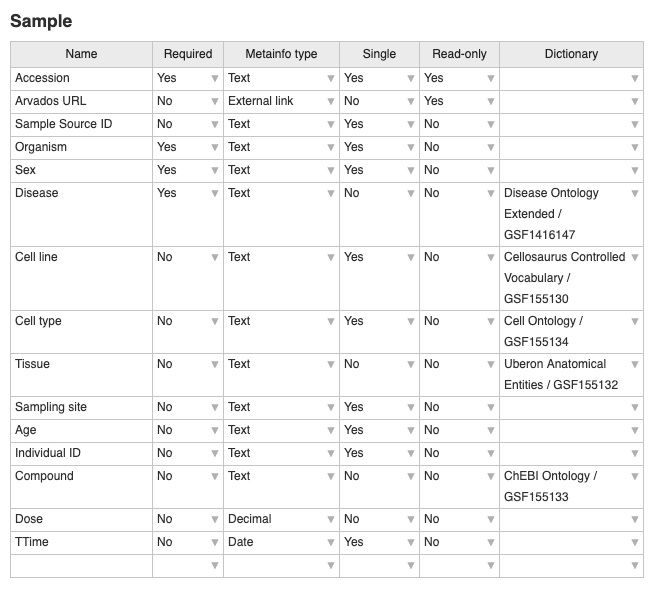 Sample
Name Required Metainfo type Single Read-only Dictionary
Accession Yes Text Yes Yes
Arvados URL No External link No Yes
Sample Source ID No Text Yes No
Organism Yes Text Yes No
Sex Yes Text Yes No
Disease Yes Text No No Disease Ontology
Extended /
GSF1416147
Cell line No Text Yes No Cellosaurus Controlled
Vocabulary /
GSF155130
Cell type No Text Yes No Cell Ontology /
GSF155134
Tissue No Text No No Uberon Anatomical
Entities / GSF155132
Sampling site No Text Yes No
Age No Text Yes No
Individual ID No Text Yes No
Compound No Text No No ChEBI Ontology /
GSF155133
Dose No Decimal No No
TTime No Date Yes No